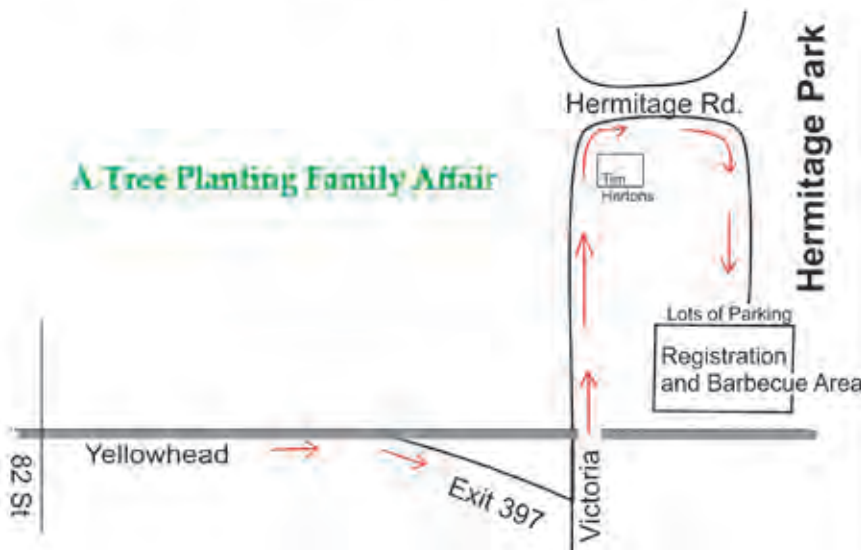 Hermitage Rd.
Hermitage Park
A Tree Planting Family Affair
Tim
Hortons
Lots of Parking
Registration
and Barbecue Area
Yellowhead
Exit 397
82 St
Victoria